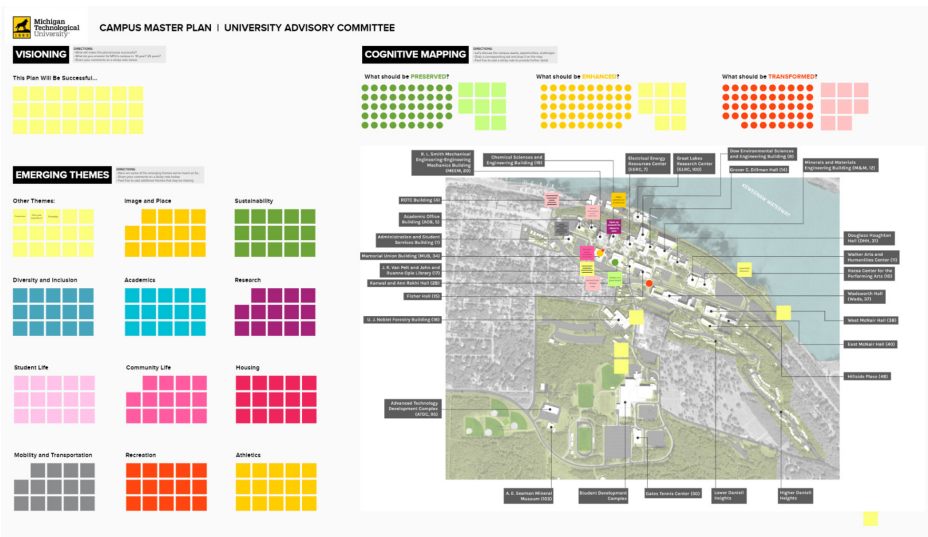 Michigan
Technological
University
1885
CAMPUS MASTER PLAN | UNIVERSITY ADVISORY COMMITTEE
VISIONING
DIRECTIONS:
This Plan Will Be Successful...
COGNITIVE MAPPING
DIRECTIONS:
What should be PRESERVED?
What should be ENHANCED?
What should be TRANSFORMED?
EMERGING THEMES
DIRECTIONS:
Other Themes:
Image and Place
Sustainability
Diversity and Inclusion
Academics
Research
Student Life
Community Life
Housing
Mobility and Transportation
Recreation
Athletics
R. L. Smith Mechanical
Engineering-Engineering
Mechanics Building
(MEEM, 20)
Chemical Sciences and
Engineering Building (19)
Electrical Energy
Resources Center
(EERC, 7)
Great Lakes
Research Center
(GLRC, 100)
Dow Environmental Sciences
and Engineering Building (8)
Grover C. Dillman Hall (14)
Minerals and Materials
Engineering Building (M&M, 12)
ROTC Building (4)
Academic Office
Building (AOB, 5)
Administration and Student
Services Building (1)
Memorial Union Building (MUB, 34)
J. R. Van Pelt and John and
Ruanne Opie Library (17)
Kanwal and Ann Rekhi Hall (28)
Fisher Hall (15)
U. J. Noblet Forestry Building (16)
Advanced Technology
Development Complex
(ATDC, 90)
KEWEENAW WATERWAY
Douglass Houghton
Hall (DHH, 31)
Walker Arts and
Humanities Center (11)
Rozsa Center for the
Performing Arts (10)
Wadsworth Hall
(Wads, 37)
West McNair Hall (38)
East McNair Hall (40)
Hillside Place (48)
A. E. Seaman Mineral
Museum (103)
Student Development
Complex
Gates Tennis Center (50)
Lower Daniell
Heights
Higher Daniell
Heights